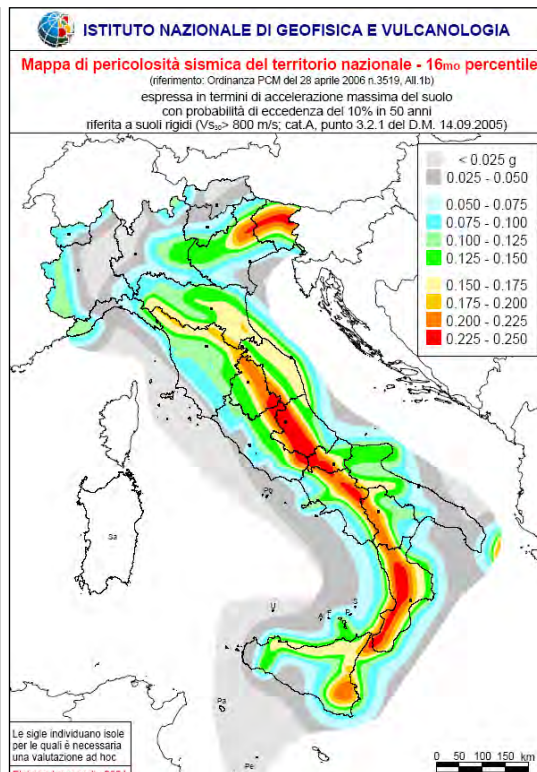 ISTITUTO NAZIONALE DI GEOFISICA E VULCANOLOGIA
Mappa di pericolosità sismica del territorio nazionale - 16mo percentile
(riferimento: Ordinanza PCM del 28 aprile 2006 n.3519, All.1b)
espressa in termini di accelerazione massima del suolo
con probabilità di eccedenza del 10% in 50 anni
riferita a suoli rigidi (Vs30> 800 m/s; cat.A, punto 3.2.1 del D.M. 14.09.2005)
< 0.025 g
0.025 - 0.050
0.050 - 0.075
0.075 - 0.100
0.100 - 0.125
0.125 - 0.150
0.150 - 0.175
0.175 - 0.200
0.200 - 0.225
0.225 - 0.250
Sa
U
A
P
S
Pa
Pe
Le sigle individuano isole
per le quali è necessaria
una valutazione ad hoc
0 50 100 150 km